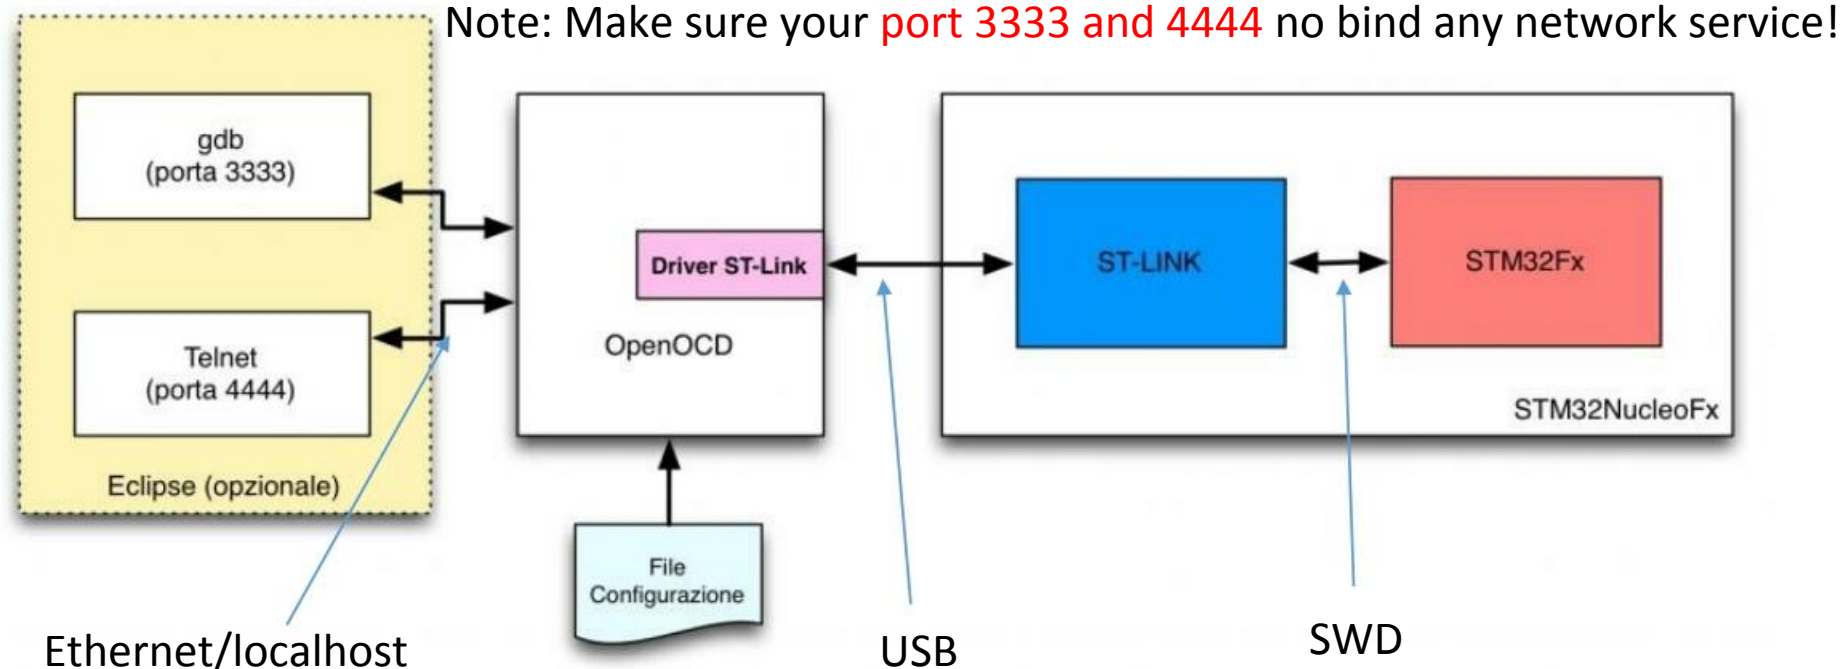 Note: Make sure your port 3333 and 4444 no bind any network service!
gdb
(porta 3333)
Telnet
(porta 4444)
Eclipse (opzionale)
Driver ST-Link
OpenOCD
File
Configurazione
ST-LINK
STM32Fx
STM32NucleoFx
Ethernet/localhost
USB
SWD